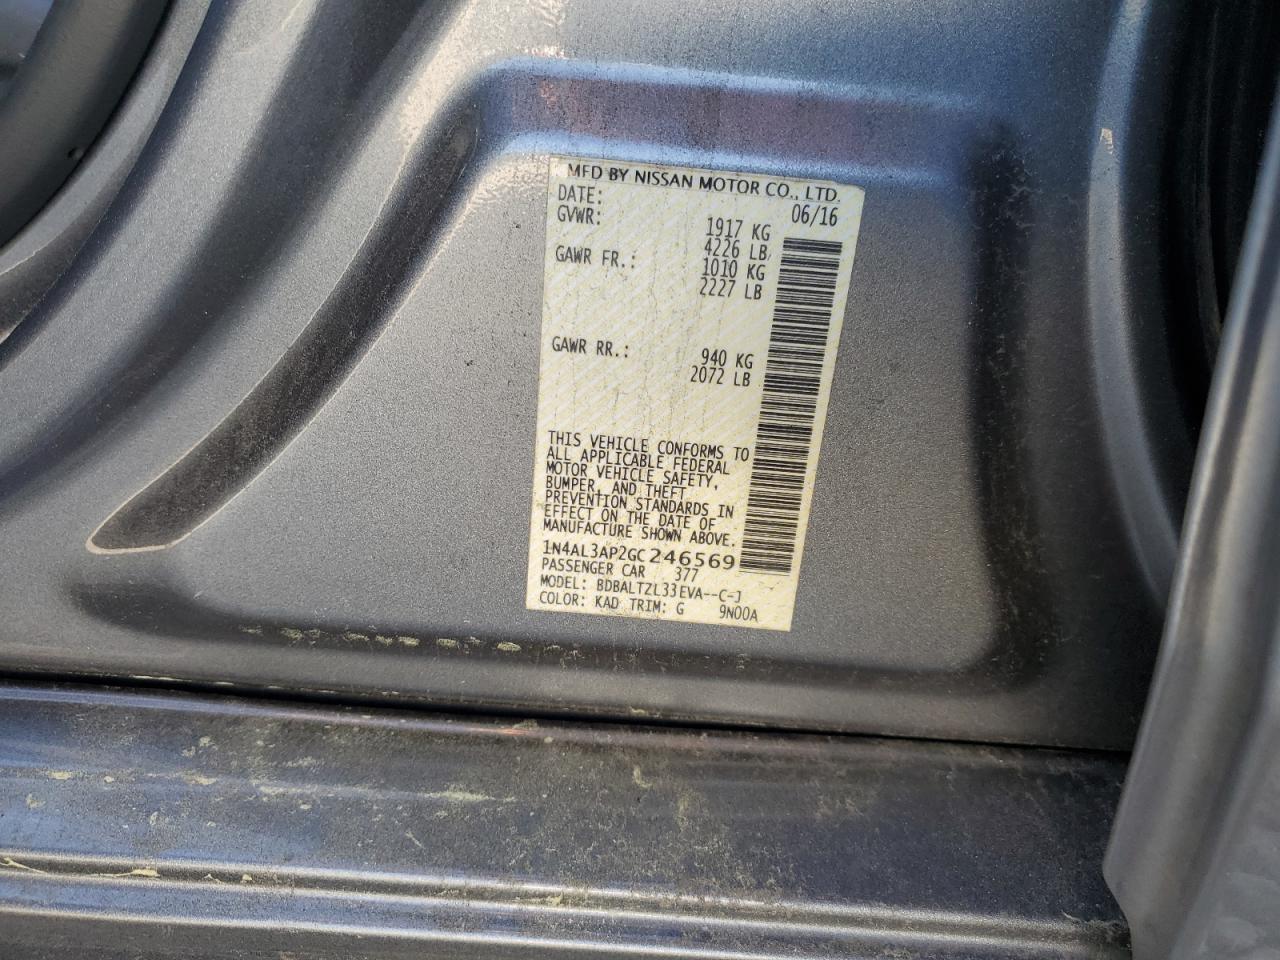 MFD BY NISSAN MOTOR CO., LTD.
DATE: 06/16
GVWR: 1917 KG
4226 LB
GAWR FR.: 1010 KG
2227 LB
GAWR RR.: 940 KG
2072 LB
THIS VEHICLE CONFORMS TO
ALL APPLICABLE FEDERAL
MOTOR VEHICLE SAFETY,
BUMPER, AND THEFT
PREVENTION STANDARDS IN
EFFECT ON THE DATE OF
MANUFACTURE SHOWN ABOVE.
1N4AL3AP2GC246569
PASSENGER CAR 377
MODEL: BDBALTZL33EVA--C-J
COLOR: KAD TRIM: G 9N00A